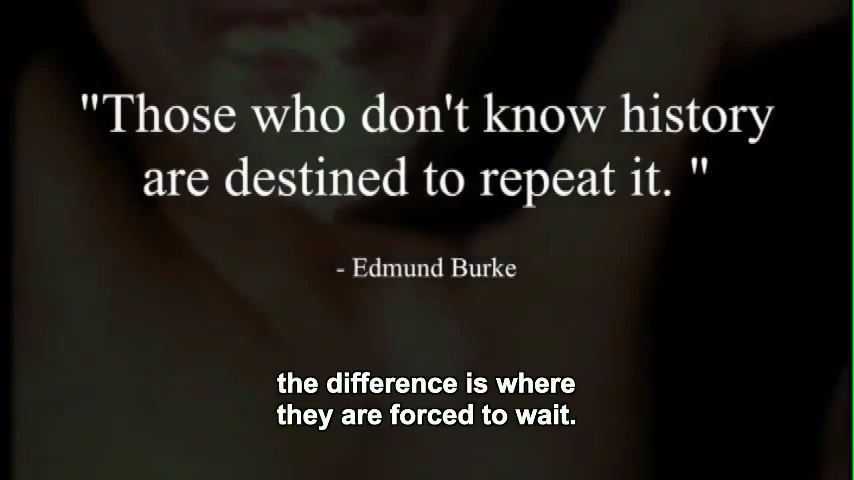 "Those who don't know history
are destined to repeat it. "
- Edmund Burke
the difference is where
they are forced to wait.